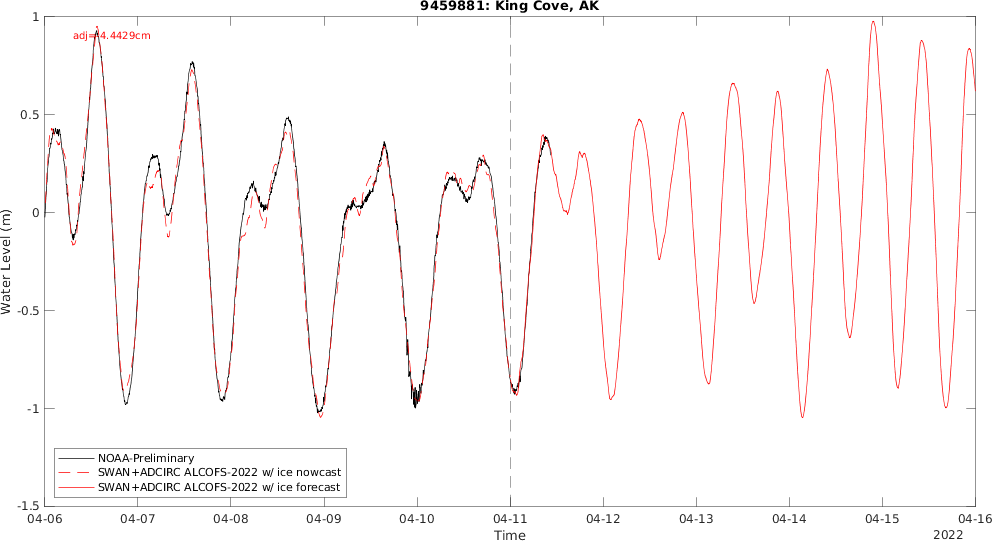 9459881: King Cove, AK
adj=-4.4429cm
1
0.5
0
-0.5
-1
-1.5
Water Level (m)
NOAA-Preliminary
SWAN+ADCIRC ALCOFS-2022 w/ ice nowcast
SWAN+ADCIRC ALCOFS-2022 w/ ice forecast
04-06 04-07 04-08 04-09 04-10 04-11 04-12 04-13 04-14 04-15 04-16
Time
2022